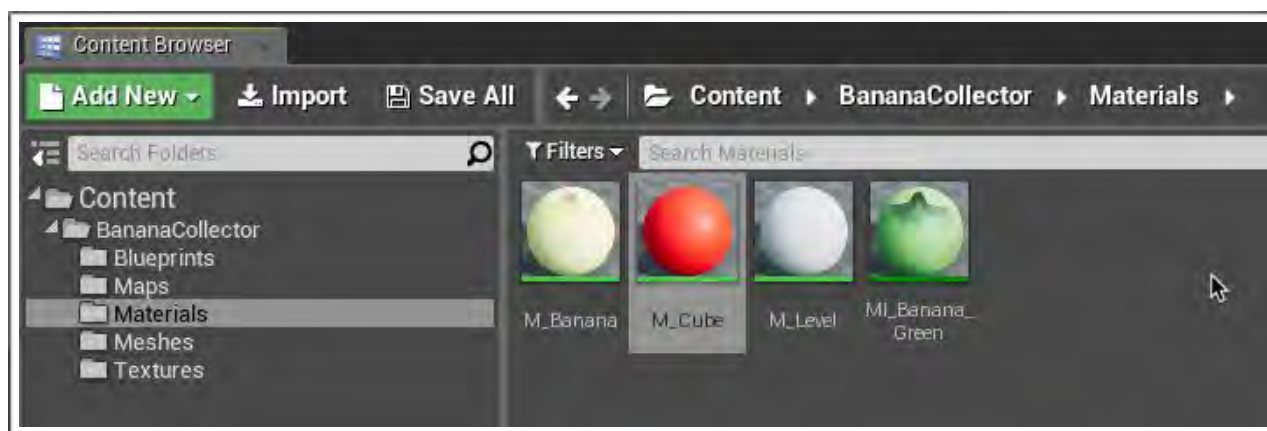 Content Browser
Add New Import Save All Content BananaCollector Materials
Search Folders Filters Search Materials
Content
BananaCollector
Blueprints
Maps
Materials
Meshes
Textures
M_Banana M_Cube M_Level MI_Banana_
Green